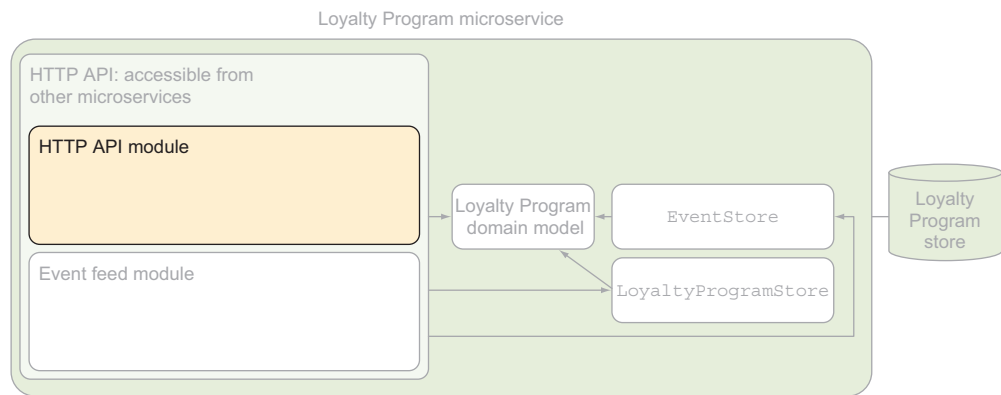 Loyalty Program microservice
HTTP API: accessible from
other microservices
HTTP API module
Event feed module
Loyalty Program
domain model
EventStore
LoyaltyProgramStore
Loyalty
Program
store